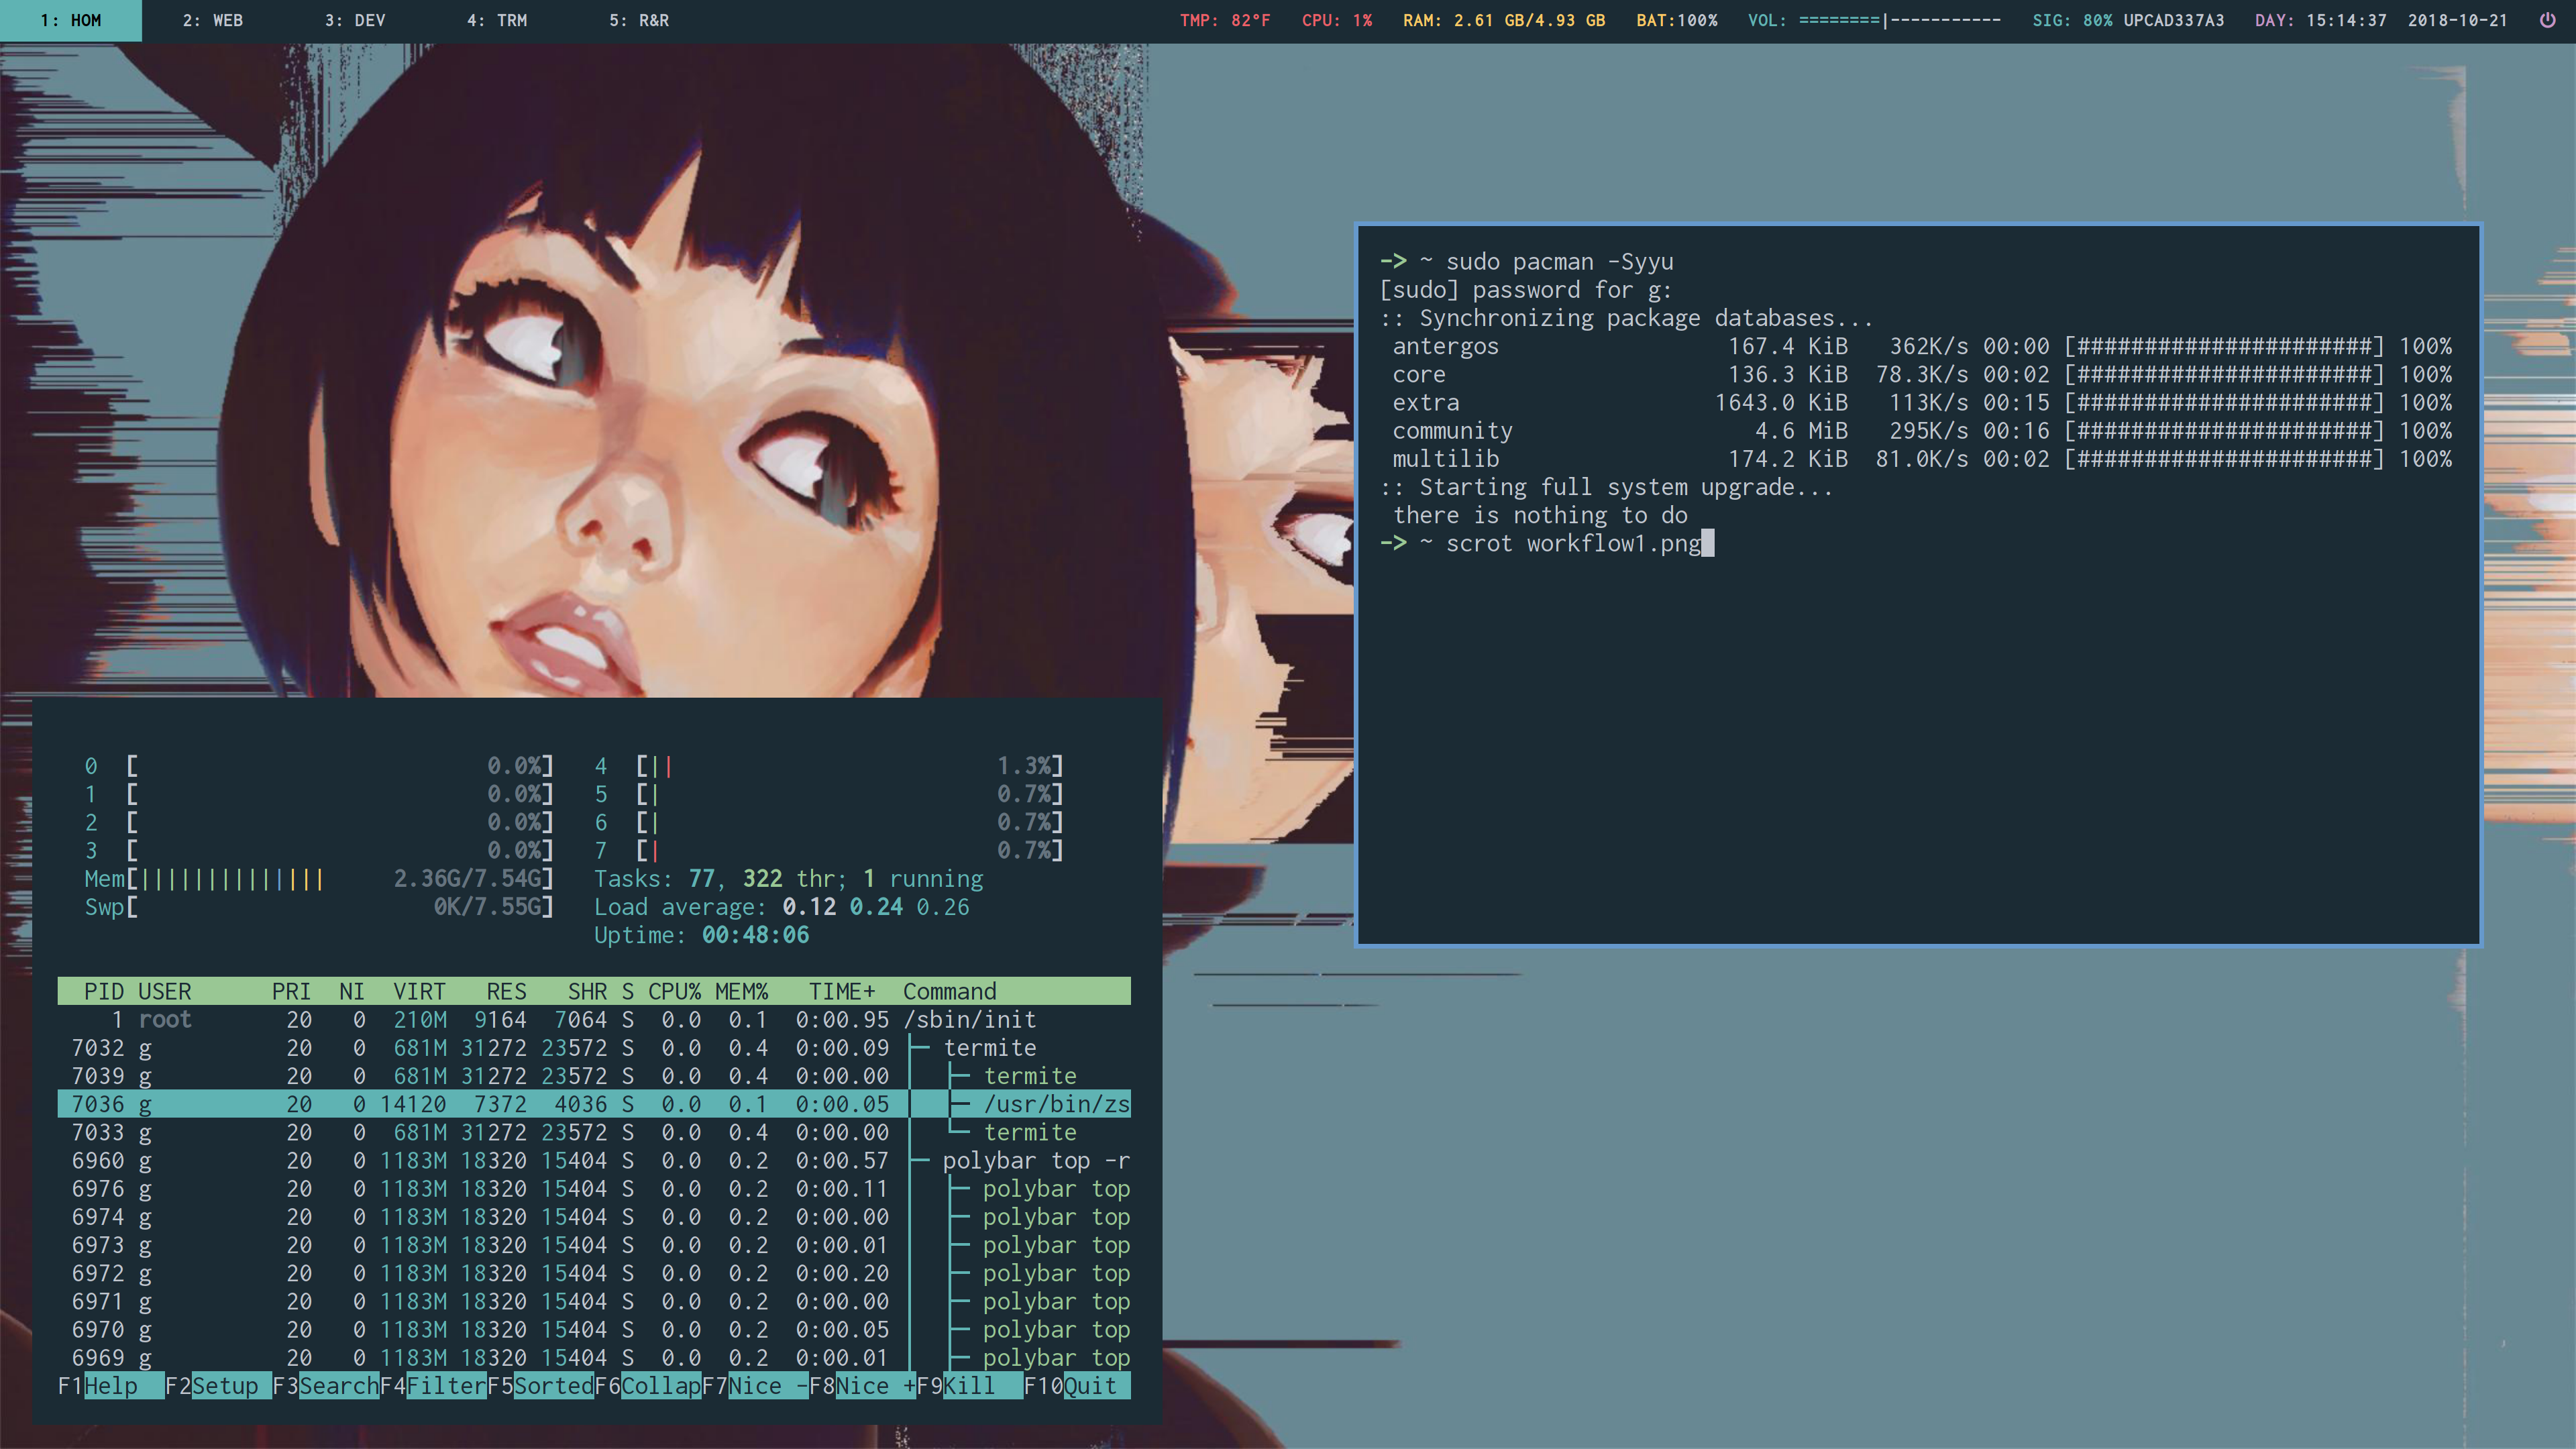 1: HOM 2: WEB 3: DEV 4: TRM 5: R&R TMP: 82°F CPU: 1% RAM: 2.61 GB/4.93 GB BAT:100% VOL: ========|----------- SIG: 80% UPCAD337A3 DAY: 15:14:37 2018-10-21
-> ~ sudo pacman -Syyu
[sudo] password for g:
:: Synchronizing package databases...
antergos 167.4 KiB 362K/s 00:00 [######################] 100%
core 136.3 KiB 78.3K/s 00:02 [######################] 100%
extra 1643.0 KiB 113K/s 00:15 [######################] 100%
community 4.6 MiB 295K/s 00:16 [######################] 100%
multilib 174.2 KiB 81.0K/s 00:02 [######################] 100%
:: Starting full system upgrade...
there is nothing to do
-> ~ scrot workflow1.png
0 [ 0.0%] 4 [|| 1.3%]
1 [ 0.0%] 5 [| 0.7%]
2 [ 0.0%] 6 [| 0.7%]
3 [ 0.0%] 7 [| 0.7%]
Mem[|||||||||||||| 2.36G/7.54G] Tasks: 77, 322 thr; 1 running
Swp[ 0K/7.55G] Load average: 0.12 0.24 0.26
Uptime: 00:48:06
PID USER PRI NI VIRT RES SHR S CPU% MEM% TIME+ Command
1 root 20 0 210M 9164 7064 S 0.0 0.1 0:00.95 /sbin/init
7032 g 20 0 681M 31272 23572 S 0.0 0.4 0:00.09 ├─ termite
7039 g 20 0 681M 31272 23572 S 0.0 0.4 0:00.00 │ ├─ termite
7036 g 20 0 14120 7372 4036 S 0.0 0.1 0:00.05 │ ├─ /usr/bin/zs
7033 g 20 0 681M 31272 23572 S 0.0 0.4 0:00.00 │ └─ termite
6960 g 20 0 1183M 18320 15404 S 0.0 0.2 0:00.57 ├─ polybar top -r
6976 g 20 0 1183M 18320 15404 S 0.0 0.2 0:00.11 │ ├─ polybar top
6974 g 20 0 1183M 18320 15404 S 0.0 0.2 0:00.00 │ ├─ polybar top
6973 g 20 0 1183M 18320 15404 S 0.0 0.2 0:00.01 │ ├─ polybar top
6972 g 20 0 1183M 18320 15404 S 0.0 0.2 0:00.20 │ ├─ polybar top
6971 g 20 0 1183M 18320 15404 S 0.0 0.2 0:00.00 │ ├─ polybar top
6970 g 20 0 1183M 18320 15404 S 0.0 0.2 0:00.05 │ ├─ polybar top
6969 g 20 0 1183M 18320 15404 S 0.0 0.2 0:00.01 │ ├─ polybar top
F1Help F2Setup F3SearchF4FilterF5SortedF6CollapF7Nice -F8Nice +F9Kill F10Quit